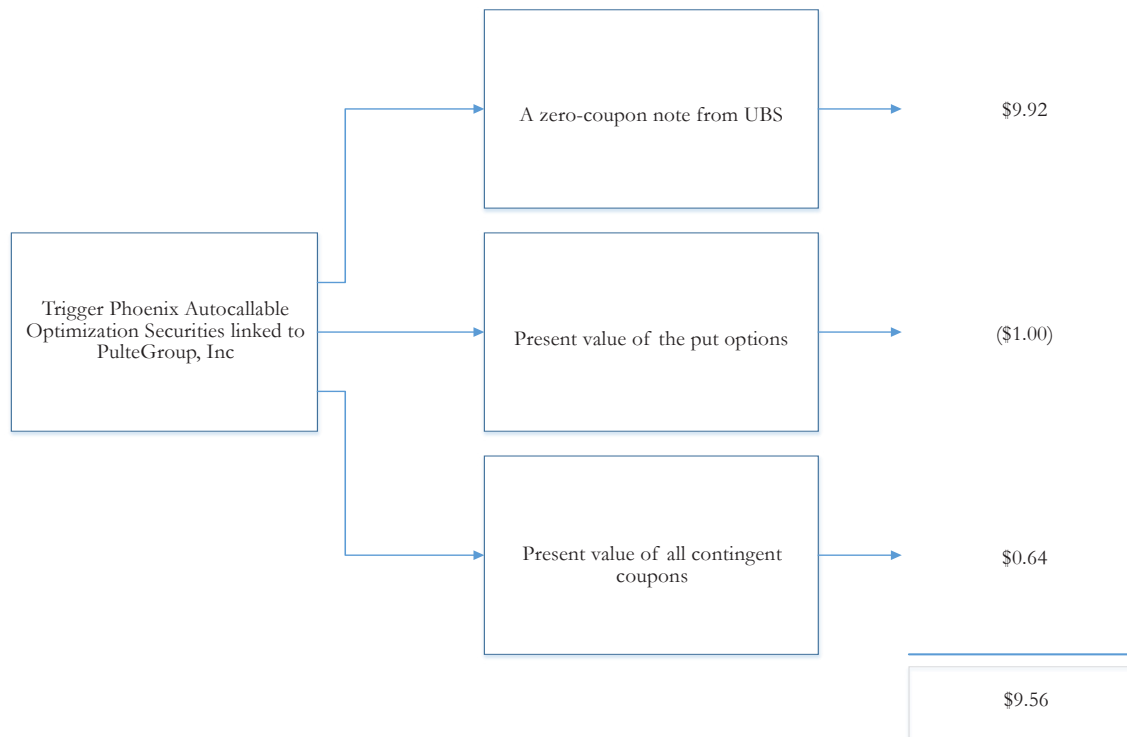 A zero-coupon note from UBS
$9.92
Trigger Phoenix Autocallable
Optimization Securities linked to
PulteGroup, Inc
Present value of the put options
($1.00)
Present value of all contingent
coupons
$0.64
$9.56